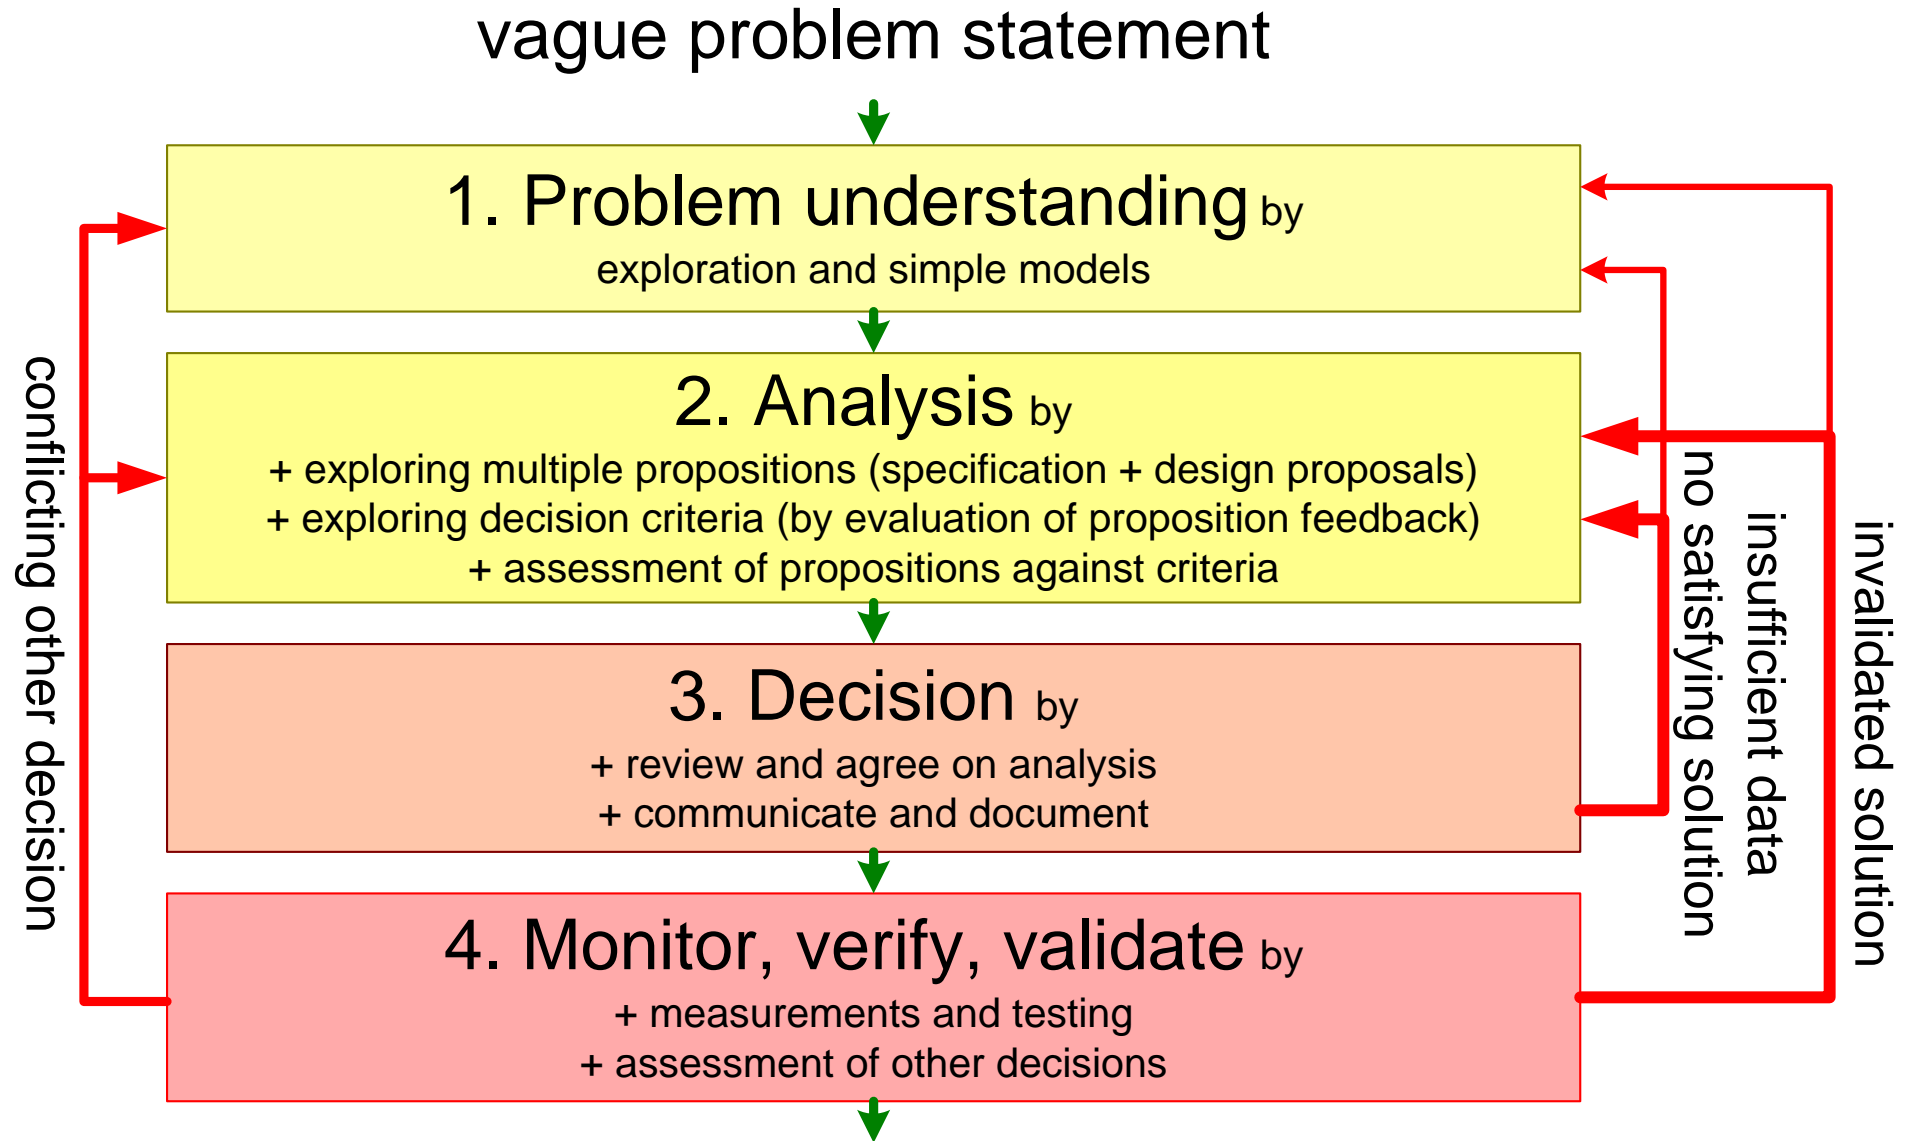 vague problem statement
1. Problem understanding by
exploration and simple models
2. Analysis by
+ exploring multiple propositions (specification + design proposals)
+ exploring decision criteria (by evaluation of proposition feedback)
+ assessment of propositions against criteria
3. Decision by
+ review and agree on analysis
+ communicate and document
4. Monitor, verify, validate by
+ measurements and testing
+ assessment of other decisions
conflicting other decision
insufficient data
no satisfying solution
invalidated solution